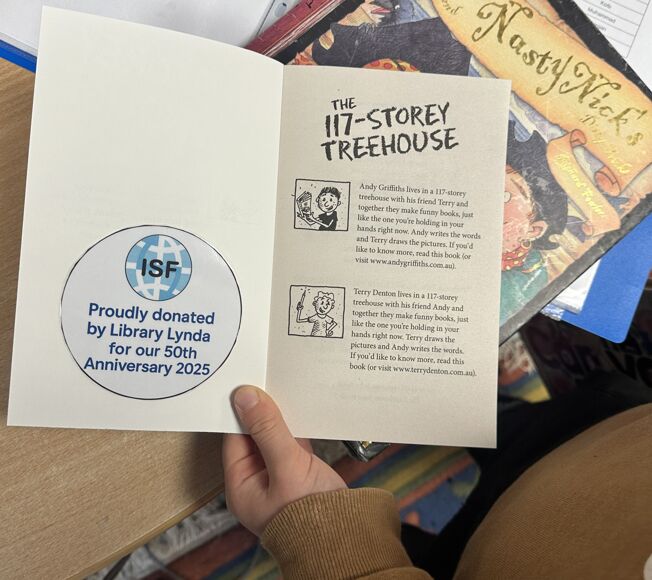 ISF
Proudly donated
by Library Lynda
for our 50th
Anniversary 2025
THE
117-STOREY
TREEHOUSE
Andy Griffiths lives in a 117-storey
treehouse with his friend Terry and
together they make funny books, just
like the one you're holding in your
hands right now. Andy writes the words
and Terry draws the pictures. If you'd
like to know more, read this book (or
visit www.andygriffiths.com.au).
Terry Denton lives in a 117-storey
treehouse with his friend Andy and
together they make funny books, just
like the one you're holding in your
hands right now. Terry draws the
pictures and Andy writes the words.
If you'd like to know more, read this
book (or visit www.terrydenton.com.au).
and
Nasty Nick's